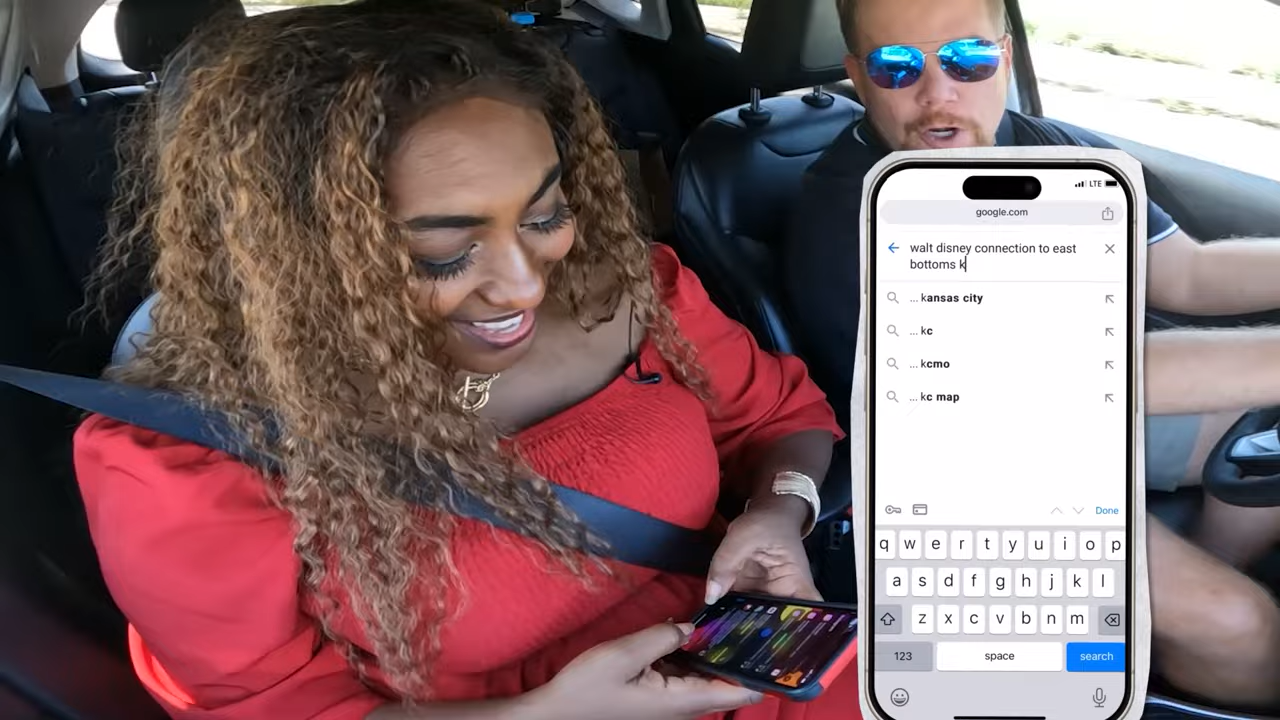 LTE
google.com
walt disney connection to east
bottoms k
... kansas city
... kc
... kcmo
... kc map
Done
q w e r t y u i o p
a s d f g h j k l
z x c v b n m
123 space search